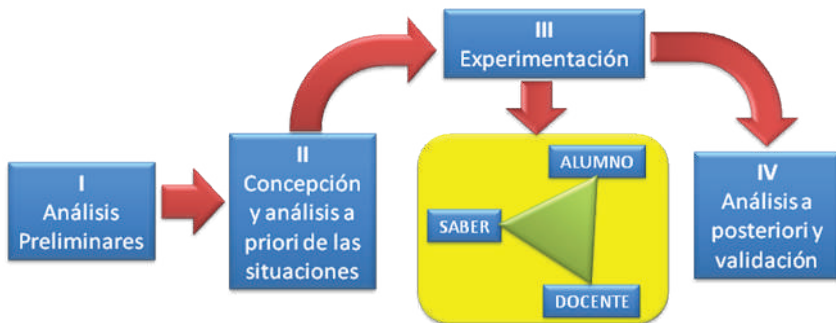 I
Análisis
Preliminares
II
Concepción
y análisis a
priori de las
situaciones
III
Experimentación
ALUMNO
SABER
DOCENTE
IV
Análisis a
posteriori y
validación